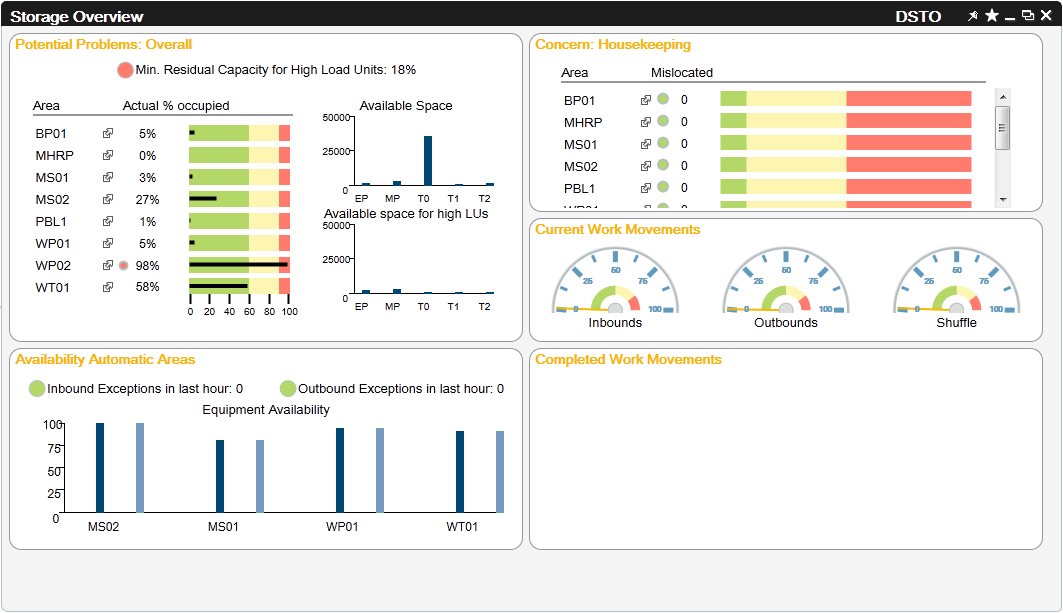 Storage Overview DSTO
Potential Problems: Overall
Min. Residual Capacity for High Load Units: 18%
Area Actual % occupied
BP01 5%
MHRP 0%
MS01 3%
MS02 27%
PBL1 1%
WP01 5%
WP02 98%
WT01 58%
0 20 40 60 80 100
Available Space
50000
25000
0
EP MP T0 T1 T2
Available space for high LUs
50000
25000
0
EP MP T0 T1 T2
Concern: Housekeeping
Area Mislocated
BP01 0
MHRP 0
MS01 0
MS02 0
PBL1 0
Current Work Movements
0 25 50 75 100
Inbounds
0 25 50 75 100
Outbounds
0 25 50 75 100
Shuffle
Availability Automatic Areas
Inbound Exceptions in last hour: 0 Outbound Exceptions in last hour: 0
Equipment Availability
100
75
50
25
0
MS02 MS01 WP01 WT01
Completed Work Movements